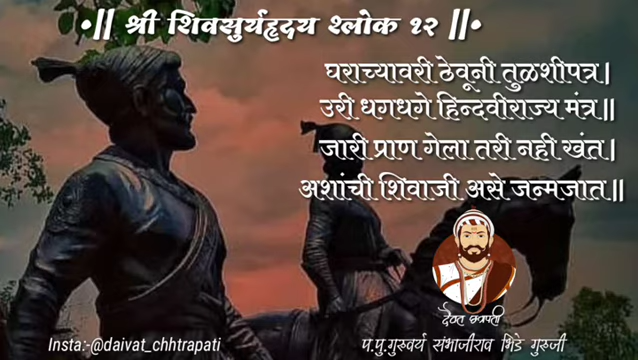 ·|| श्री शिवसुर्यहृदय श्लोक १२ ||·
घराच्यावरी ठेवूनी तुळशीपत्र।
उरी धगधगे हिन्दवीराज्य मंत्र॥
जारी प्राण गेला तरी नही खंत।
अशांची शिवाजी असे जन्मजात॥
दैवत छत्रपती
Insta:-@daivat_chhtrapati
प.पु.गुरुवर्य संभाजीराव भिडे गुरुजी